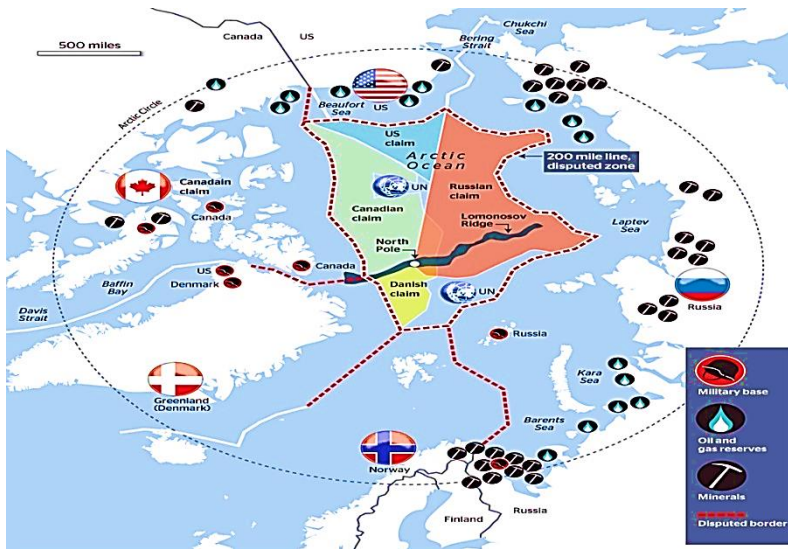 500 miles
Canada
US
Bering
Strait
Chukchi
Sea
Arctic Circle
Beaufort
Sea
US
US
claim
Arctic
Ocean
200 mile line,
disputed zone
Canadain
claim
Canada
UN
Canadian
claim
Russian
claim
Lomonosov
Ridge
Laptev
Sea
North
Pole
Canada
US
Denmark
Baffin
Bay
Davis
Strait
Danish
claim
UN
Russia
Russia
Greenland
(Denmark)
Kara
Sea
Barents
Sea
Norway
Finland
Russia
Military base
Oil and
gas reserves
Minerals
Disputed border